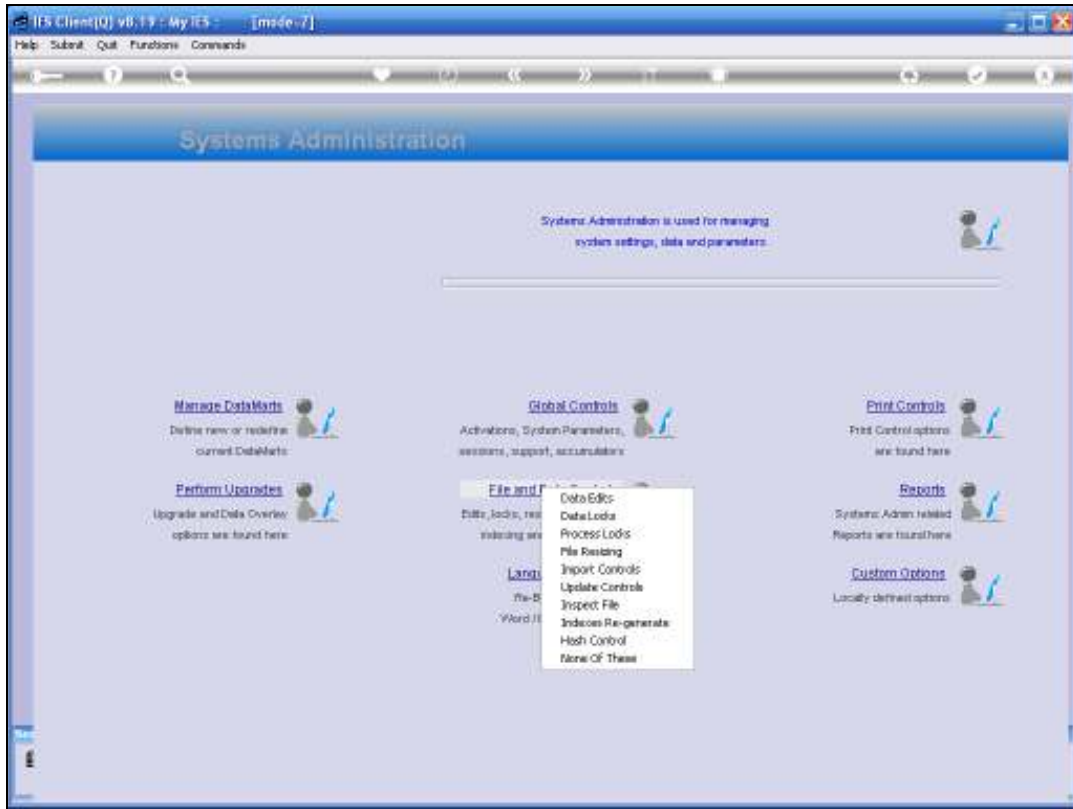 IES Client(Q) v8.19 : My IES : [mode-7]
Help Submit Quit Functions Commands
Systems Administration
Systems Administration is used for managing
system settings, data and parameters.
Manage DataMarts
Define new or redefine
current DataMarts
Global Controls
Activations, System Parameters,
sessions, support, accumulators
Print Controls
Print Control options
are found here
Perform Upgrades
Upgrade and Data Overlay
options are found here
File and
Edits, locks,
indexing
Reports
Systems Admin related
Reports are found here
Custom Options
Locally defined options
Data Edits
Data Locks
Process Locks
File Resizing
Import Controls
Update Controls
Inspect File
Indexes Re-generate
Hash Control
None Of These